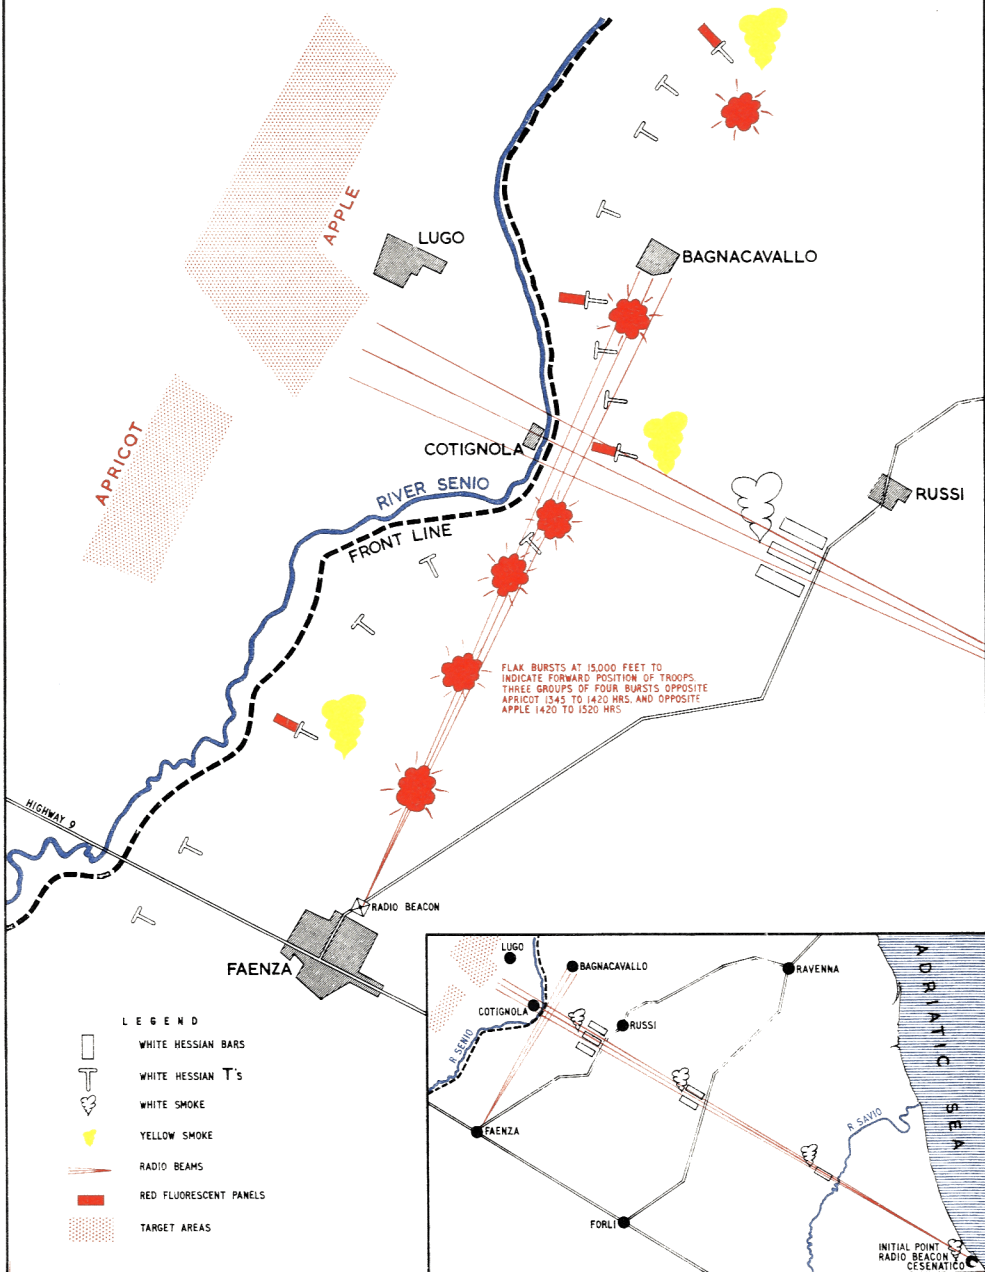 APPLE
LUGO
BAGNACAVALLO
APRICOT
COTIGNOLA
RIVER SENIO
FRONT LINE
RUSSI
FLAK BURSTS AT 15,000 FEET TO
INDICATE FORWARD POSITION OF TROOPS.
THREE GROUPS OF FOUR BURSTS OPPOSITE
APRICOT 1345 TO 1420 HRS. AND OPPOSITE
APPLE 1420 TO 1520 HRS
HIGHWAY 9
RADIO BEACON
FAENZA
LEGEND
WHITE HESSIAN BARS
WHITE HESSIAN T's
WHITE SMOKE
YELLOW SMOKE
RADIO BEAMS
RED FLUORESCENT PANELS
TARGET AREAS
LUGO
BAGNACAVALLO
RAVENNA
COTIGNOLA
RUSSI
R. SENIO
FAENZA
FORLI
R. SAVIO
ADRIATIC SEA
INITIAL POINT
RADIO BEACON
CESENATICO